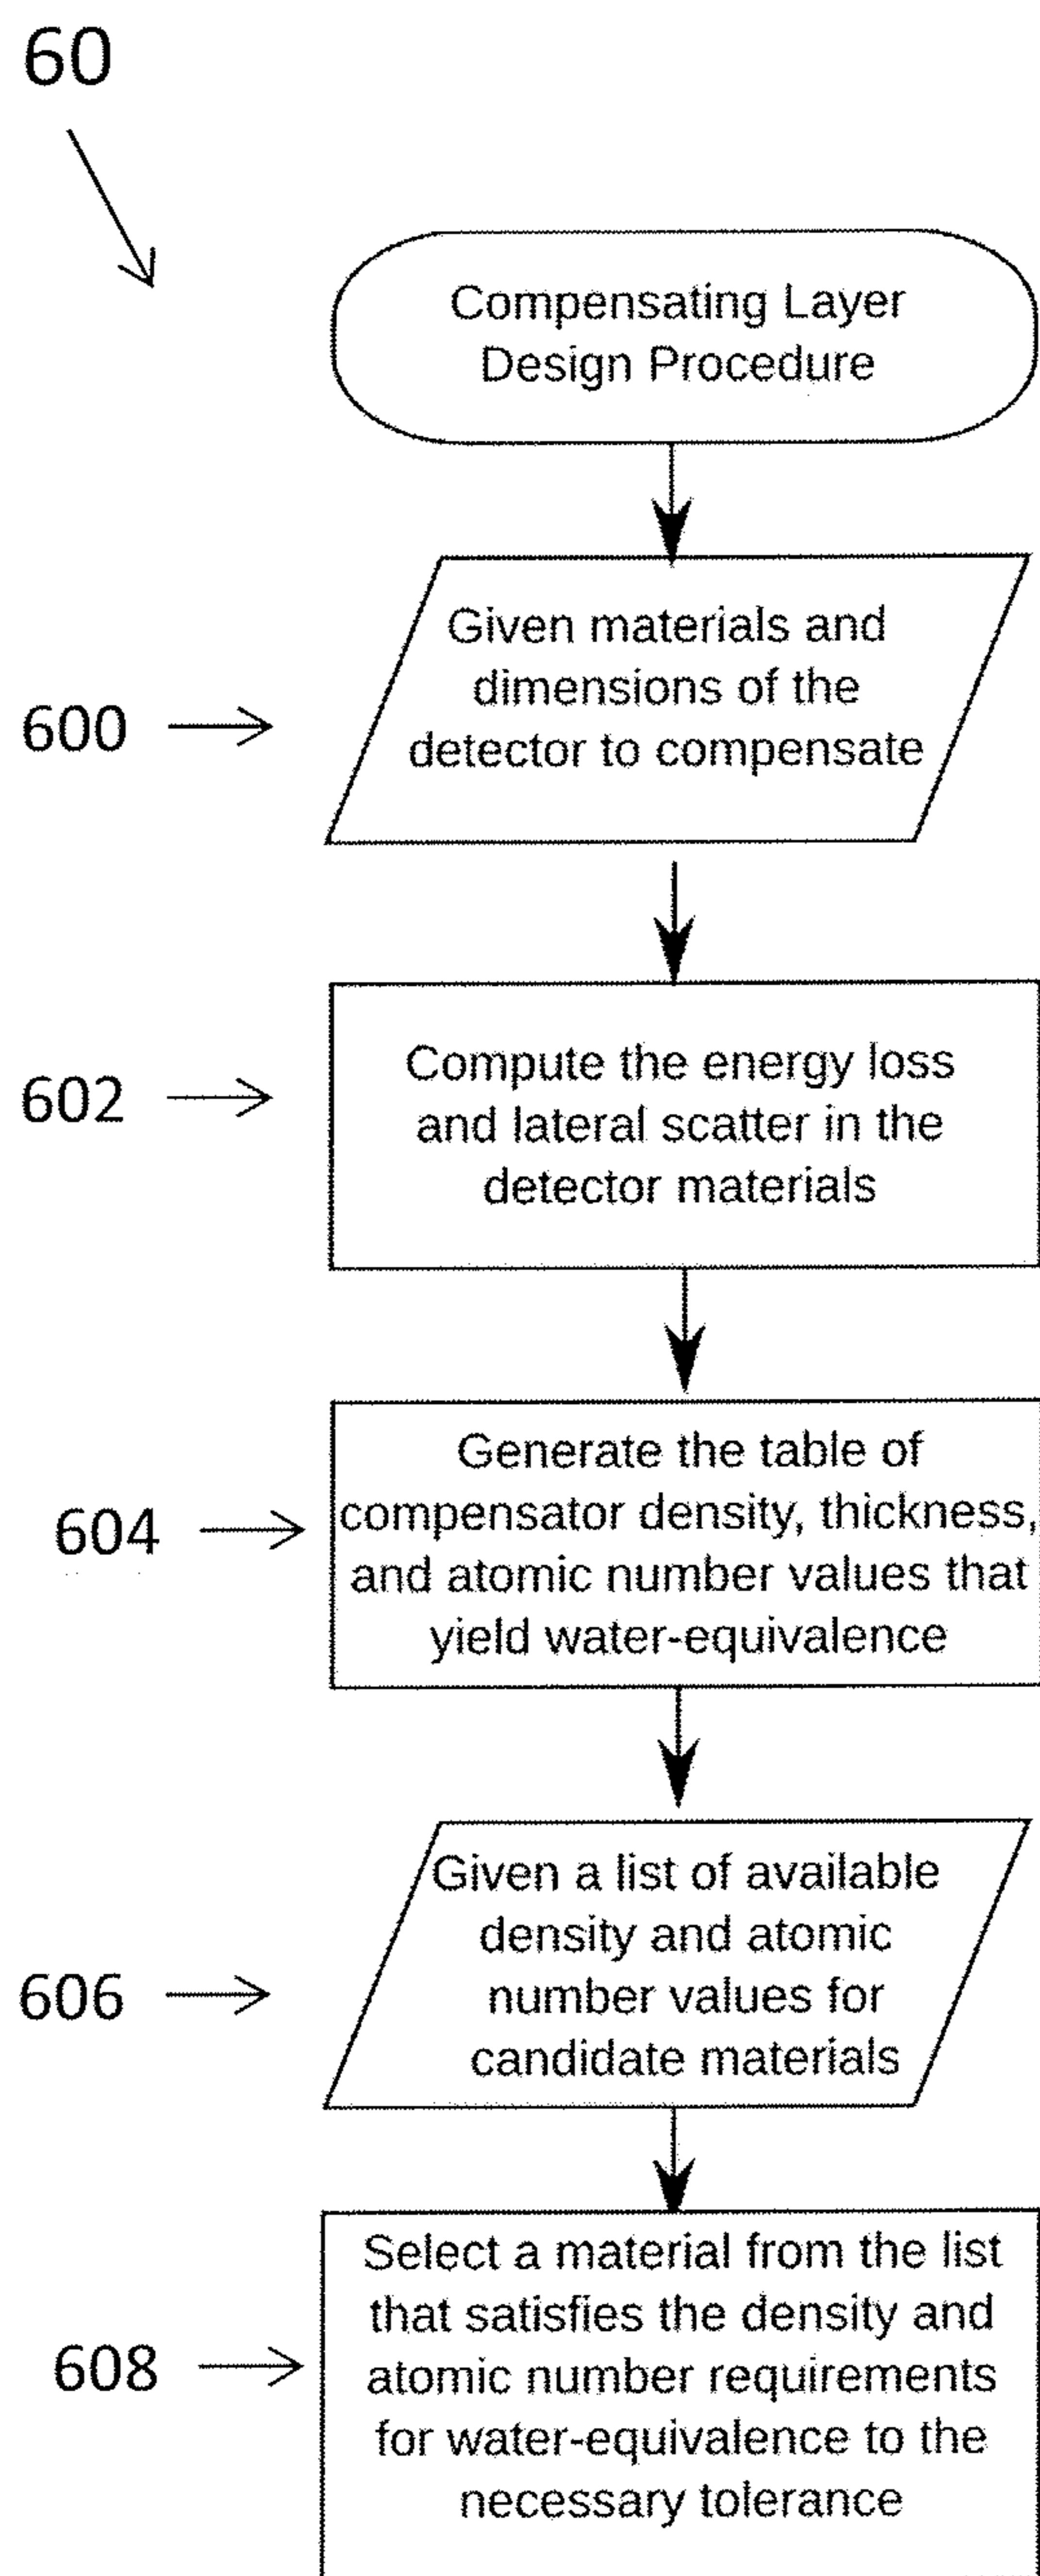 60
Compensating Layer
Design Procedure
600
Given materials and
dimensions of the
detector to compensate
602
Compute the energy loss
and lateral scatter in the
detector materials
604
Generate the table of
compensator density, thickness,
and atomic number values that
yield water-equivalence
606
Given a list of available
density and atomic
number values for
candidate materials
608
Select a material from the list
that satisfies the density and
atomic number requirements
for water-equivalence to the
necessary tolerance